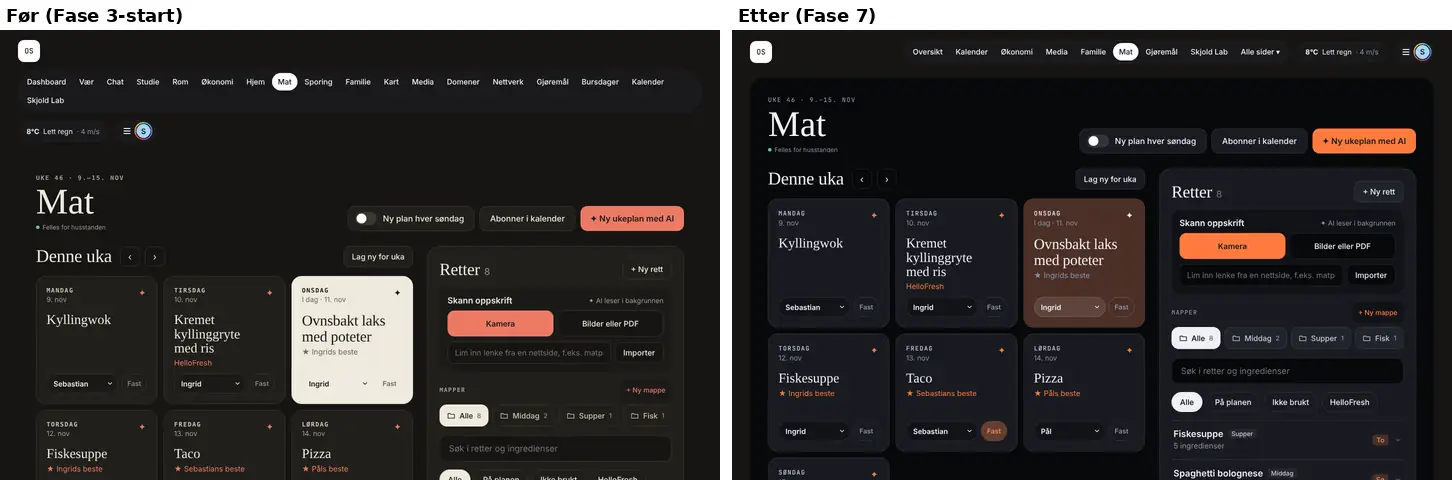 Før (Fase 3-start)
OS
Dashboard Vær Chat Studie Rom Økonomi Hjem Mat Sporing Familie Kart Media Domener Nettverk Gjøremål Bursdager Kalender
Skjold Lab
8°C Lett regn · 4 m/s
S
UKE 46 · 9.–15. NOV
Mat
Felles for husstanden
Ny plan hver søndag
Abonner i kalender
✦ Ny ukeplan med AI
Denne uka
‹ ›
Lag ny for uka
MANDAG
9. nov
Kyllingwok
Sebastian
Fast
TIRSDAG
10. nov
Kremet
kyllinggryte
med ris
HelloFresh
Ingrid
Fast
ONSDAG
I dag · 11. nov
Ovnsbakt laks
med poteter
★ Ingrids beste
Ingrid
Fast
TORSDAG
12. nov
Fiskesuppe
★ Ingrids beste
FREDAG
13. nov
Taco
★ Sebastians beste
LØRDAG
14. nov
Pizza
★ Påls beste
Retter 8
+ Ny rett
Skann oppskrift
✦ AI leser i bakgrunnen
Kamera
Bilder eller PDF
Lim inn lenke fra en nettside, f.eks. matp
Importer
MAPPER
+ Ny mappe
Alle 8
Middag 2
Supper 1
Fisk 1
Søk i retter og ingredienser
Alle
På planen
Ikke brukt
HelloFresh
Etter (Fase 7)
OS
Oversikt Kalender Økonomi Media Familie Mat Gjøremål Skjold Lab Alle sider ▾
8°C Lett regn · 4 m/s
S
UKE 46 · 9.–15. NOV
Mat
Felles for husstanden
Ny plan hver søndag
Abonner i kalender
✦ Ny ukeplan med AI
Denne uka
‹ ›
Lag ny for uka
MANDAG
9. nov
Kyllingwok
Sebastian
Fast
TIRSDAG
10. nov
Kremet
kyllinggryte
med ris
HelloFresh
Ingrid
Fast
ONSDAG
I dag · 11. nov
Ovnsbakt laks
med poteter
★ Ingrids beste
Ingrid
Fast
TORSDAG
12. nov
Fiskesuppe
★ Ingrids beste
Ingrid
Fast
FREDAG
13. nov
Taco
★ Sebastians beste
Sebastian
Fast
LØRDAG
14. nov
Pizza
★ Påls beste
Pål
Fast
SØNDAG
Retter 8
+ Ny rett
Skann oppskrift
✦ AI leser i bakgrunnen
Kamera
Bilder eller PDF
Lim inn lenke fra en nettside, f.eks. matp
Importer
MAPPER
+ Ny mappe
Alle 8
Middag 2
Supper 1
Fisk 1
Søk i retter og ingredienser
Alle
På planen
Ikke brukt
HelloFresh
Fiskesuppe Supper
5 ingredienser
To
Spaghetti bolognese Middag